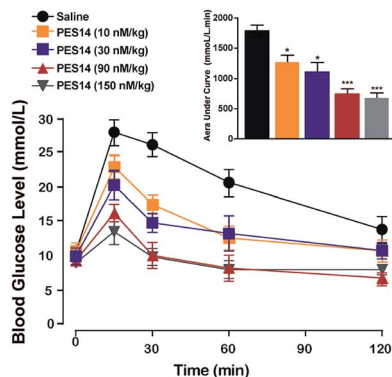 Saline
PES14 (10 nM/kg)
PES14 (30 nM/kg)
PES14 (90 nM/kg)
PES14 (150 nM/kg)
Aera Under Curve (mmol/L.min)
2000
1500
1000
500
0
*
*
***
***
Blood Glucose Level (mmol/L)
35
30
25
20
15
10
5
0
0
30
60
90
120
Time (min)